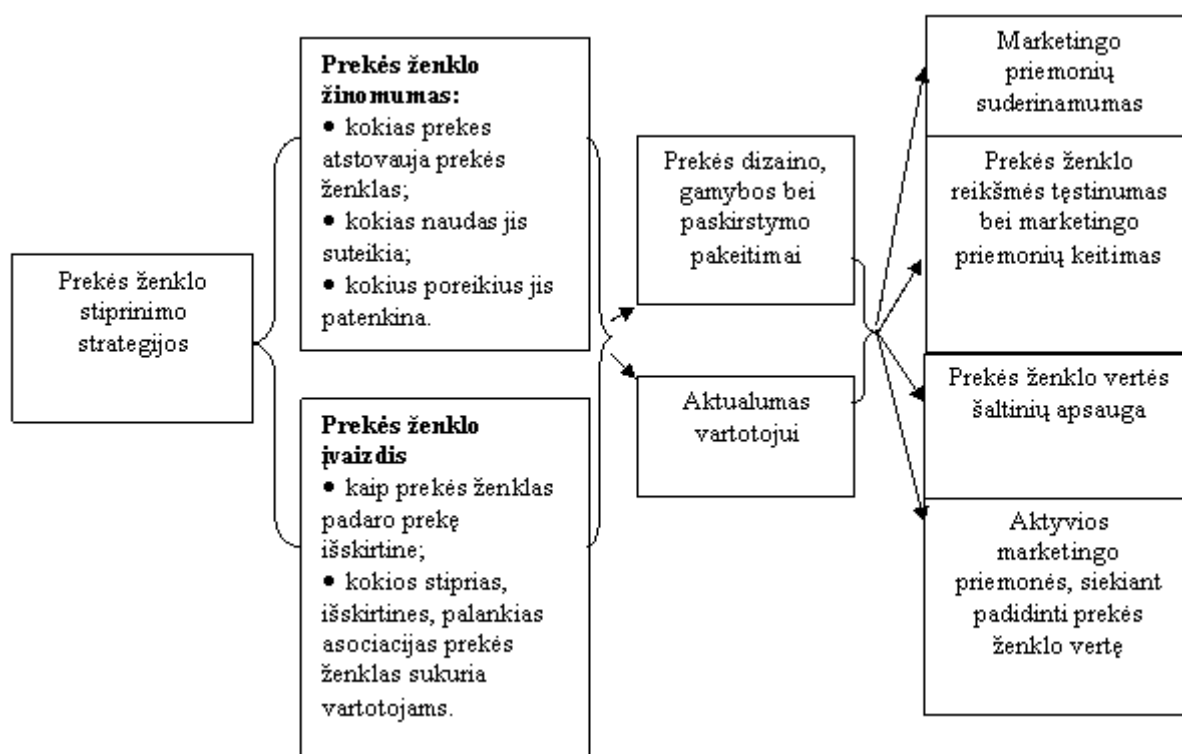 Prekės ženklo
stiprinimo
strategijos
Prekės ženklo
žinomumas:
• kokias prekes
atstovauja prekės
ženklas;
• kokias naudas jis
suteikia;
• kokius poreikius jis
patenkina.
Prekės ženklo
įvaizdis
• kaip prekės ženklas
padaro prekę
išskirtine;
• kokios stiprias,
išskirtines, palankias
asociacijas prekės
ženklas sukuria
vartotojams.
Prekės dizaino,
gamybos bei
paskirstymo
pakeitimai
Aktualumas
vartotojui
Marketingo
priemonių
suderinamumas
Prekės ženklo
reikšmės tęstinumas
bei marketingo
priemonių keitimas
Prekės ženklo vertės
šaltinių apsauga
Aktyvios
marketingo
priemonės, siekiant
padidinti prekės
ženklo vertę